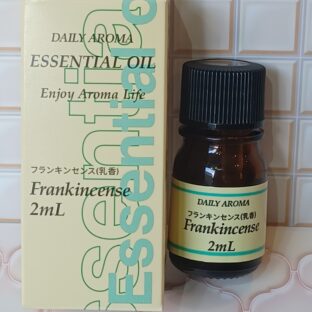 DAILY AROMA
ESSENTIAL OIL
Enjoy Aroma Life
フランキンセンス(乳香)
Frankincense
2mL
Essential
Essential o
DAILY AROMA
フランキンセンス(乳香)
Frankincense
2mL